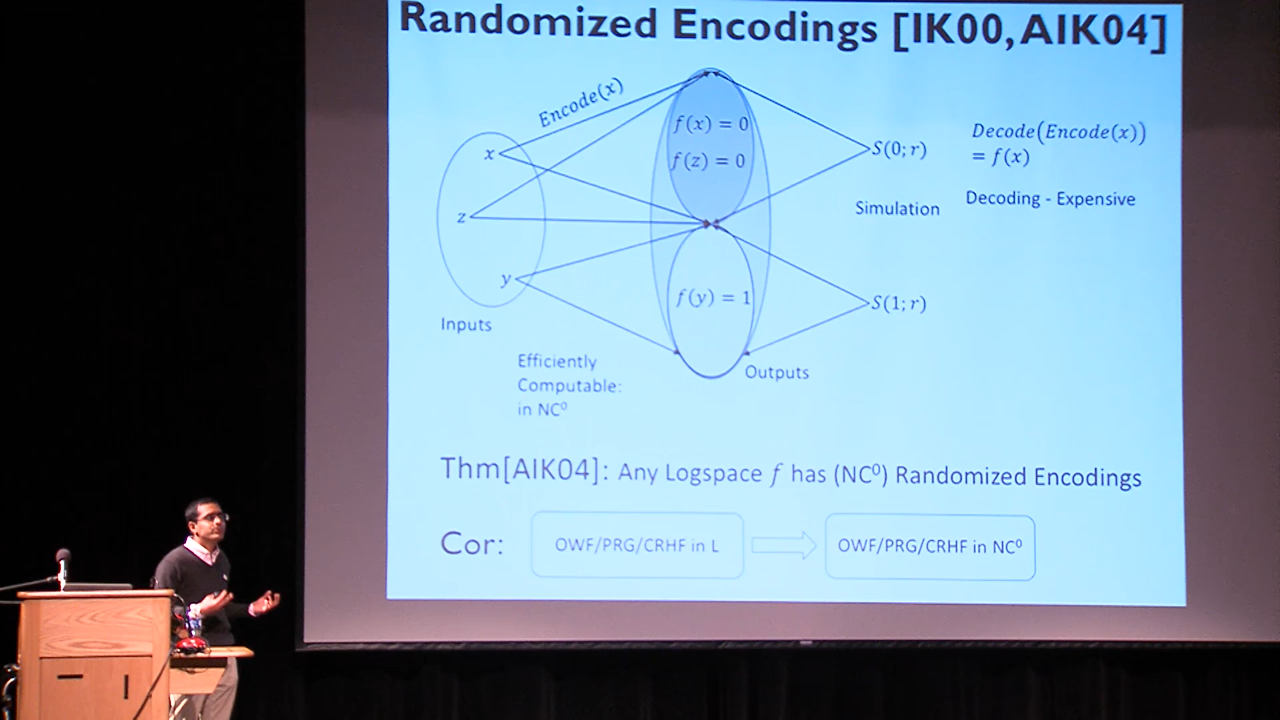 Randomized Encodings [IK00, AIK04]
Encode(x)
f(x) = 0
f(z) = 0
x
z
y
S(0; r)
Decode(Encode(x))
= f(x)
Simulation
Decoding - Expensive
f(y) = 1
S(1; r)
Inputs
Efficiently
Computable:
in NC⁰
Outputs
Thm[AIK04]: Any Logspace f has (NC⁰) Randomized Encodings
Cor:
OWF/PRG/CRHF in L
OWF/PRG/CRHF in NC⁰